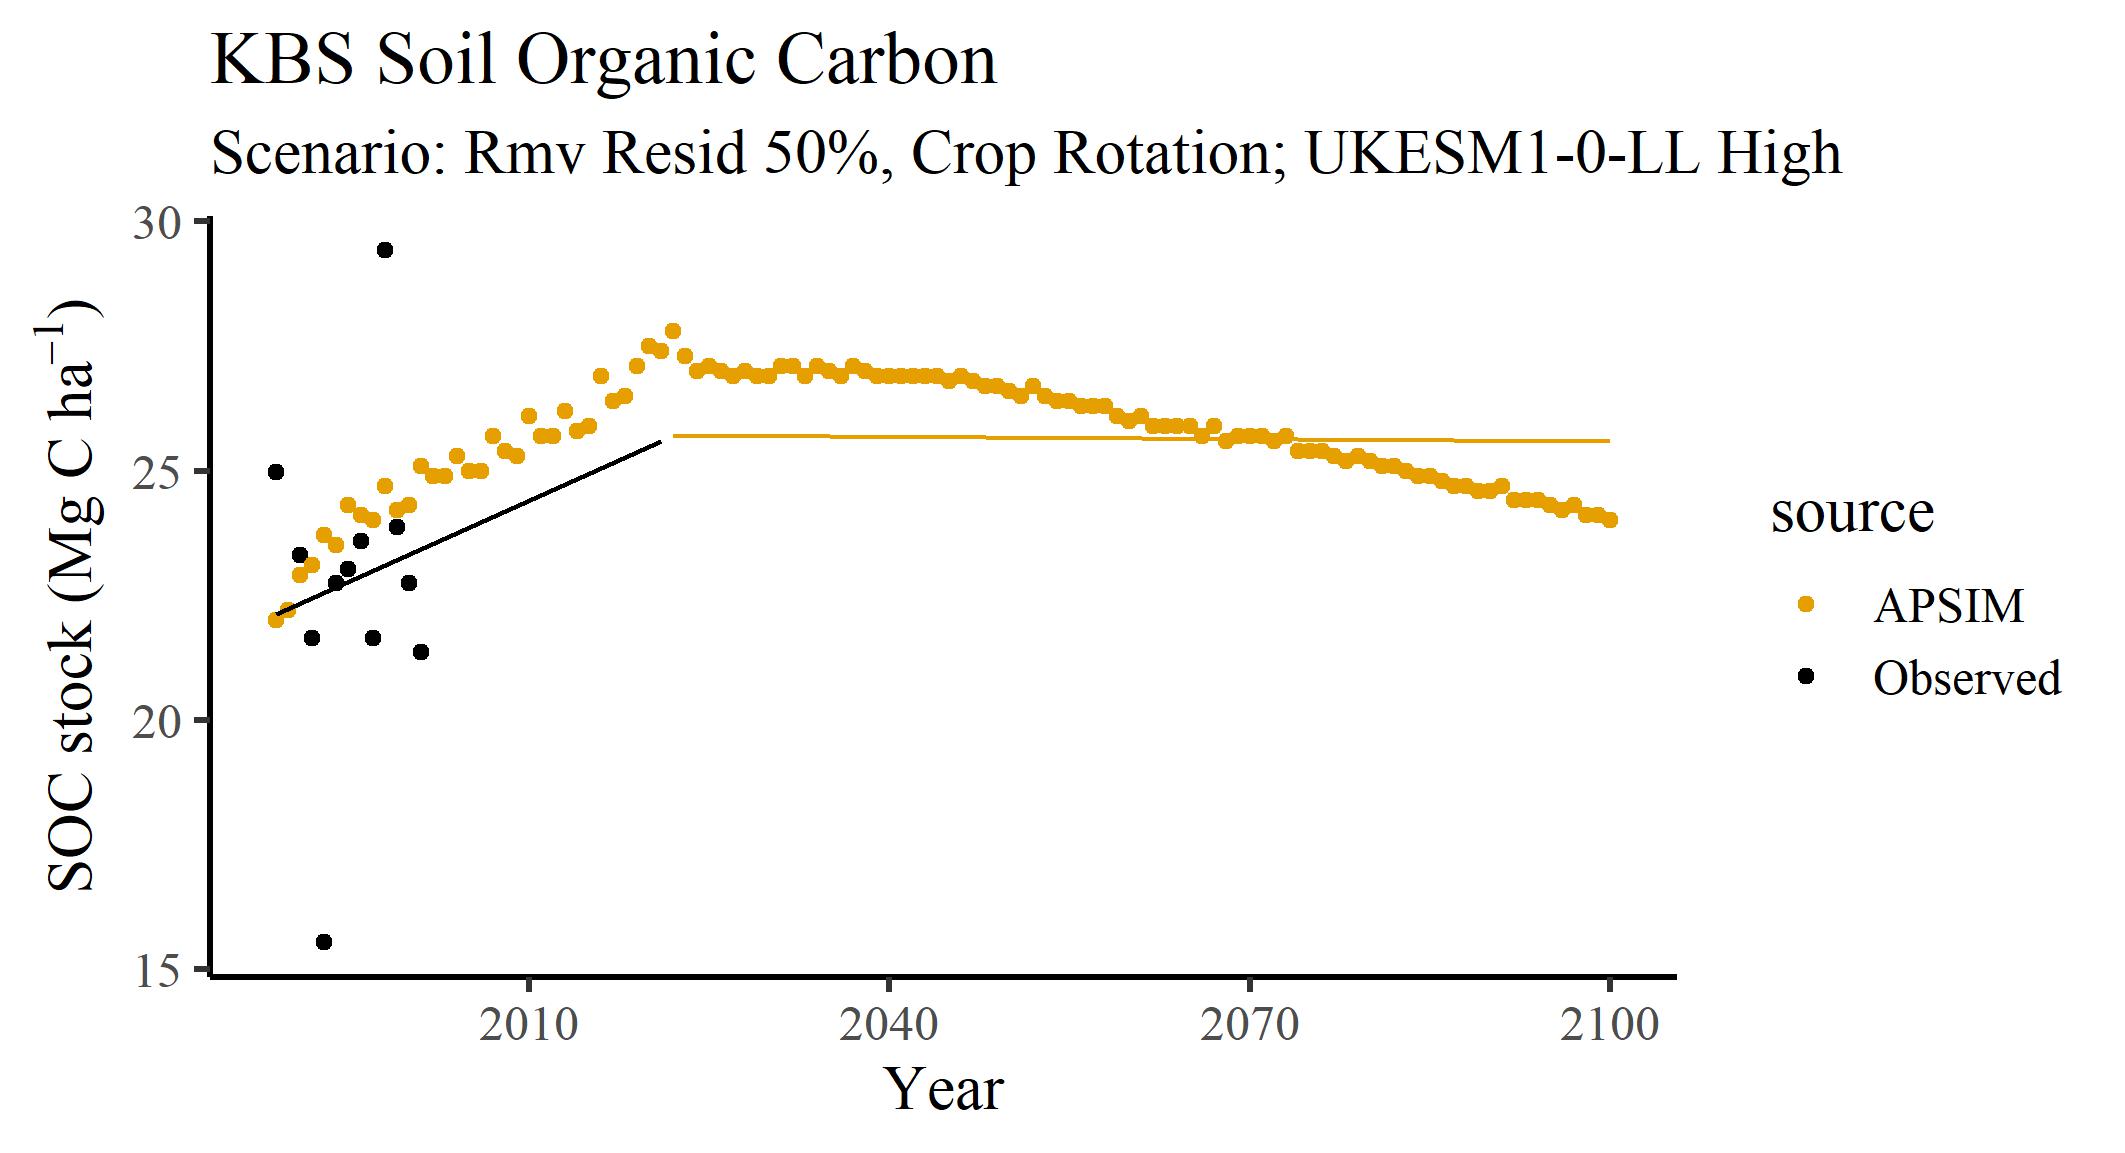 KBS Soil Organic Carbon
Scenario: Rmv Resid 50%, Crop Rotation; UKESM1-0-LL High
SOC stock (Mg C ha⁻¹)
30
25
20
15
2010 2040 2070 2100
Year
source
APSIM
Observed